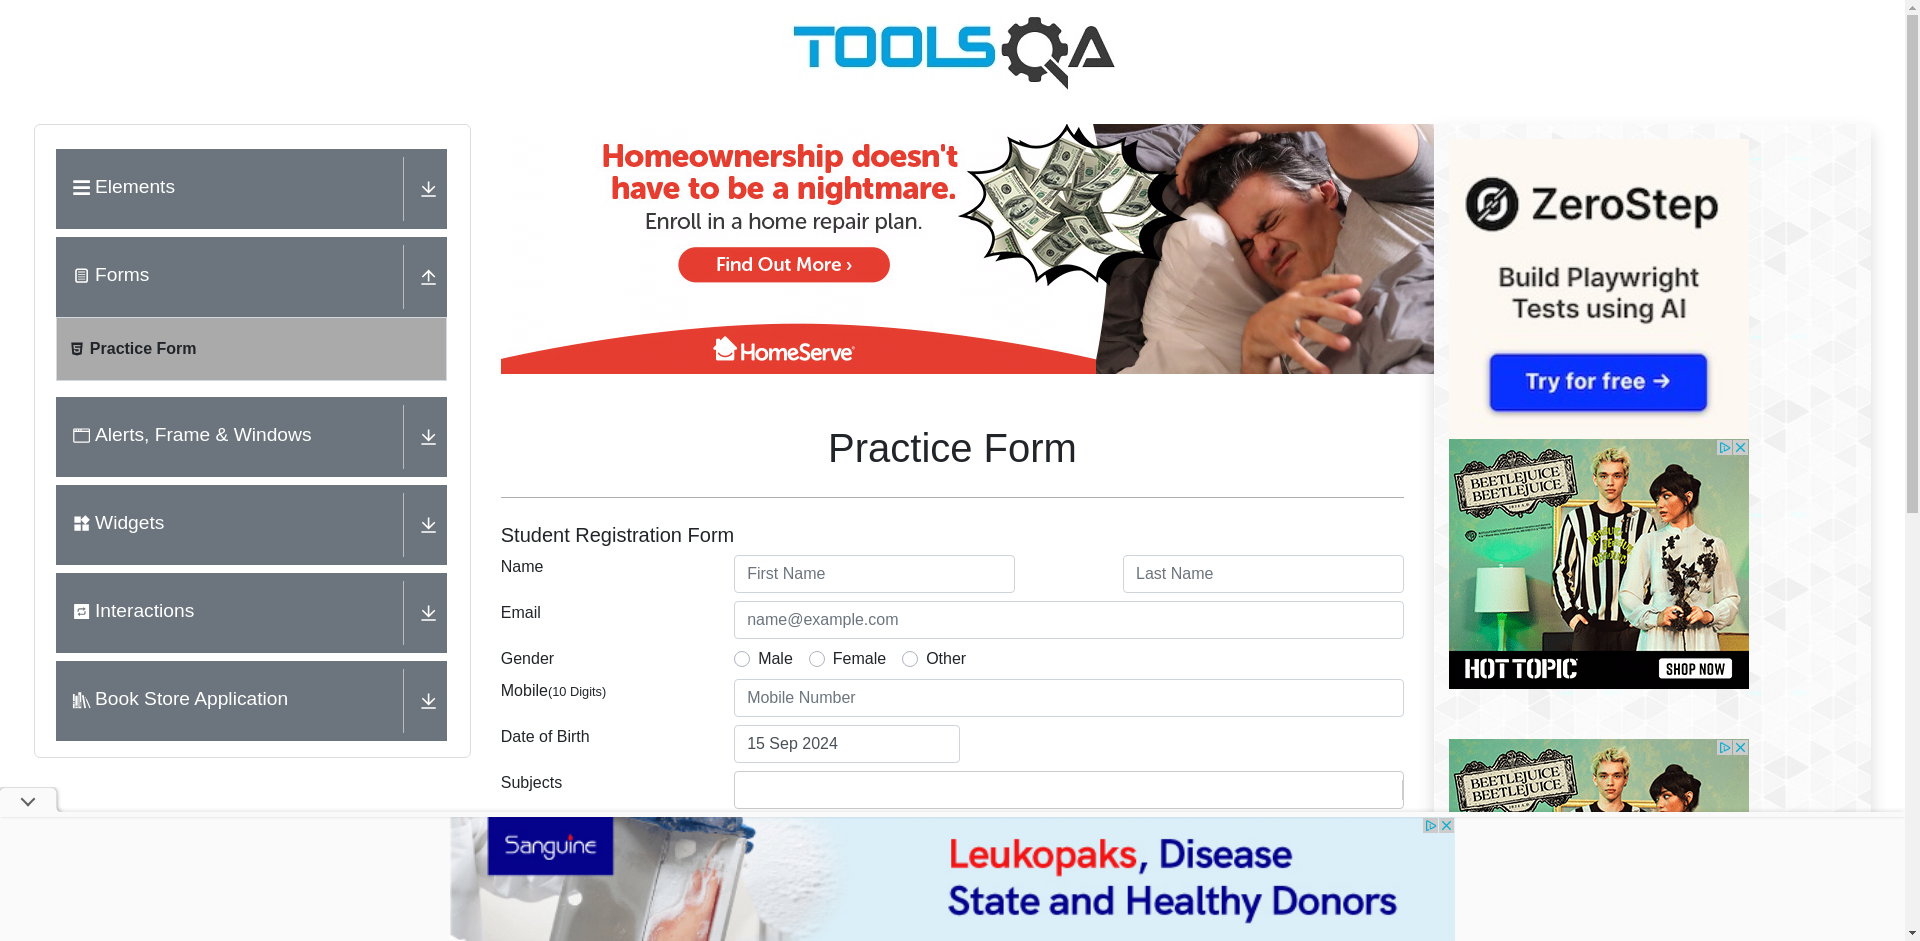 TOOLSQA
Elements
Forms
Practice Form
Alerts, Frame & Windows
Widgets
Interactions
Book Store Application
Homeownership doesn't
have to be a nightmare.
Enroll in a home repair plan.
Find Out More ›
HomeServe
Practice Form
Student Registration Form
Name
First Name
Last Name
Email
name@example.com
Gender
Male
Female
Other
Mobile(10 Digits)
Mobile Number
Date of Birth
15 Sep 2024
Subjects
ZeroStep
Build Playwright
Tests using AI
Try for free →
BEETLEJUICE
BEETLEJUICE
HOT TOPIC
SHOP NOW
BEETLEJUICE
BEETLEJUICE
Sanguine
Leukopaks, Disease
State and Healthy Donors